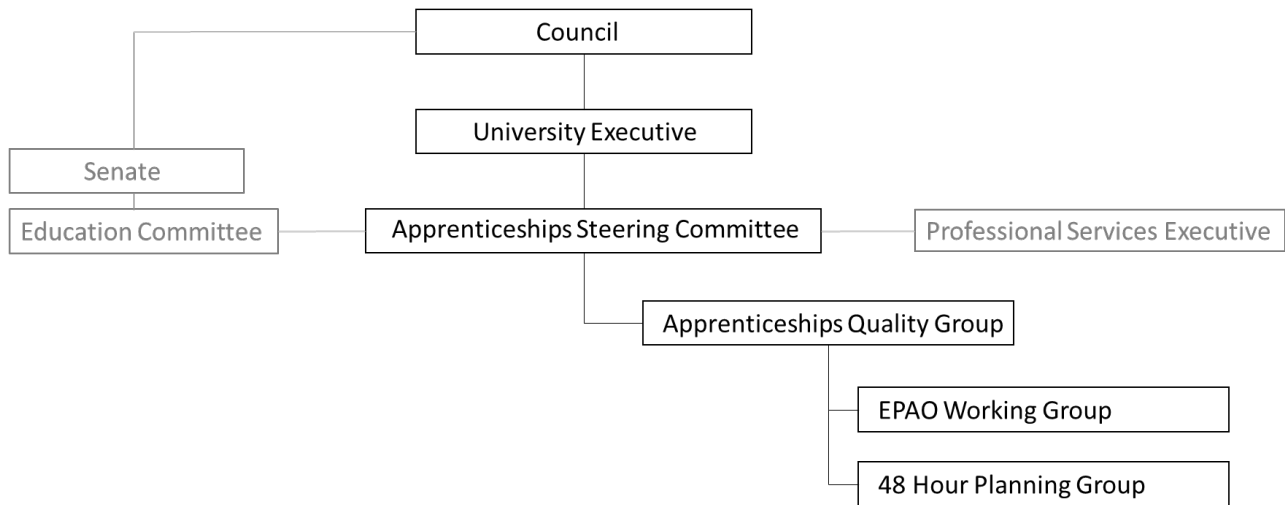 Council
University Executive
Senate
Education Committee
Apprenticeships Steering Committee
Professional Services Executive
Apprenticeships Quality Group
EPAO Working Group
48 Hour Planning Group